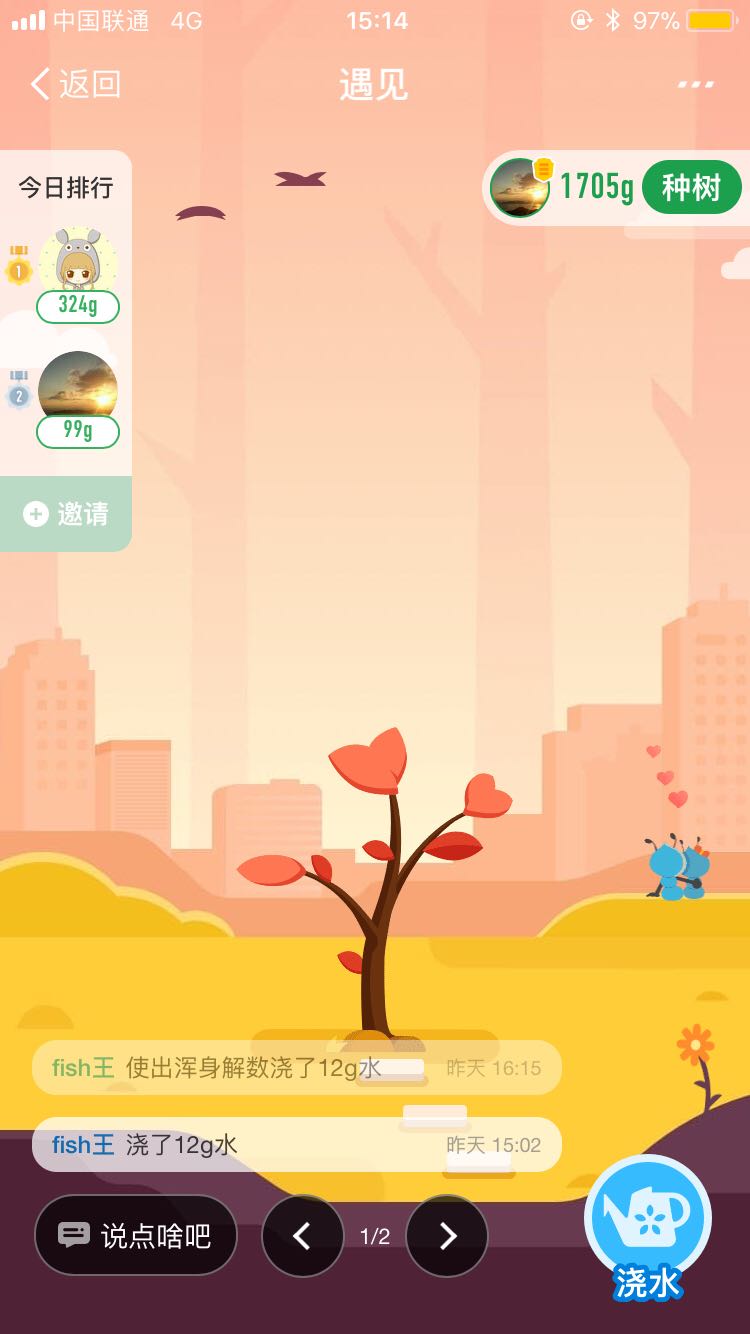 中国联通 4G 15:14 97%
返回 遇见
今日排行
1705g 种树
1
324g
2
99g
邀请
fish王 使出浑身解数浇了12g水 昨天 16:15
fish王 浇了12g水 昨天 15:02
说点啥吧 1/2
浇水